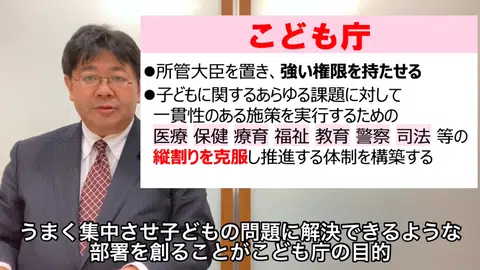 こども庁
●所管大臣を置き、強い権限を持たせる
●子どもに関するあらゆる課題に対して
一貫性のある施策を実行するための
医療 保健 療育 福祉 教育 警察 司法 等の
縦割りを克服し推進する体制を構築する
うまく集中させ子どもの問題に解決できるような
部署を創ることがこども庁の目的